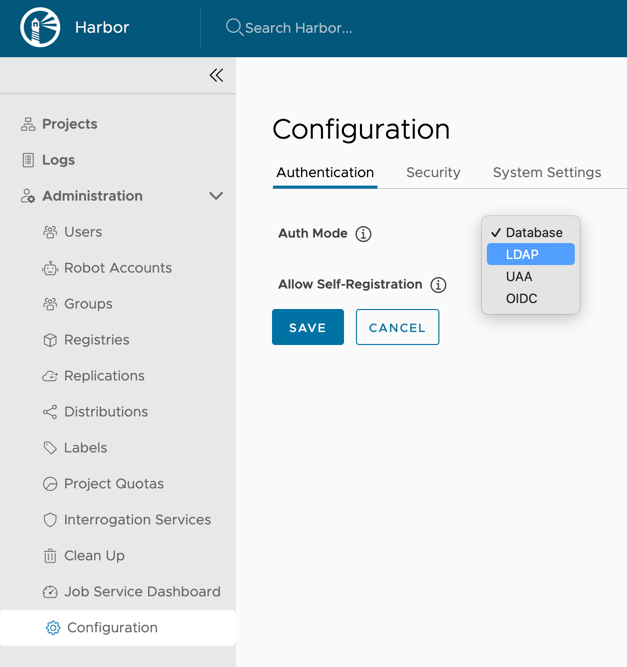 Harbor
Search Harbor...
Projects
Logs
Administration
Users
Robot Accounts
Groups
Registries
Replications
Distributions
Labels
Project Quotas
Interrogation Services
Clean Up
Job Service Dashboard
Configuration
Configuration
Authentication Security System Settings
Auth Mode
Database
LDAP
UAA
OIDC
Allow Self-Registration
SAVE CANCEL